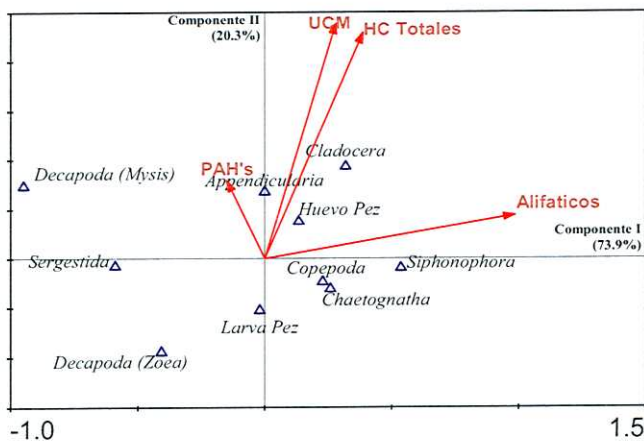 Componente II
(20.3%)
UCM
HC Totales
Cladocera
PAH's
Decapoda (Mysis)
Appendicularia
Alifaticos
Huevo Pez
Componente I
(73.9%)
Sergestida
Copepoda
Siphonophora
Chaetognatha
Larva Pez
Decapoda (Zoea)
-1.0
1.5